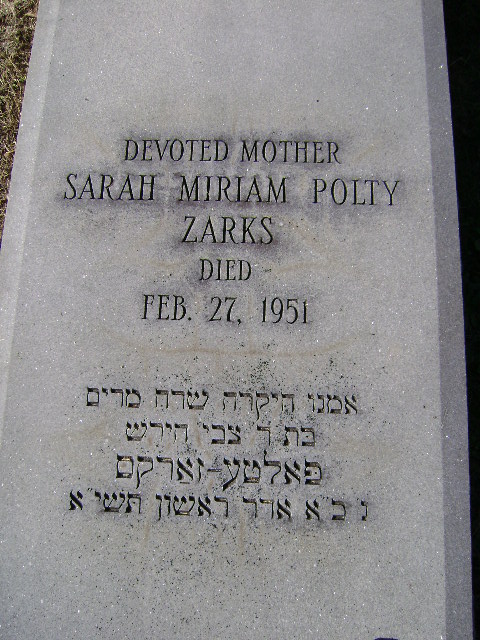 DEVOTED MOTHER
SARAH MIRIAM POLTY
ZARKS
DIED
FEB. 27, 1951
אמנו היקרה שרה מרים
בת ר' צבי הירש
פאלטע-זארקס
נ' כ"א אדר ראשון תשי"א